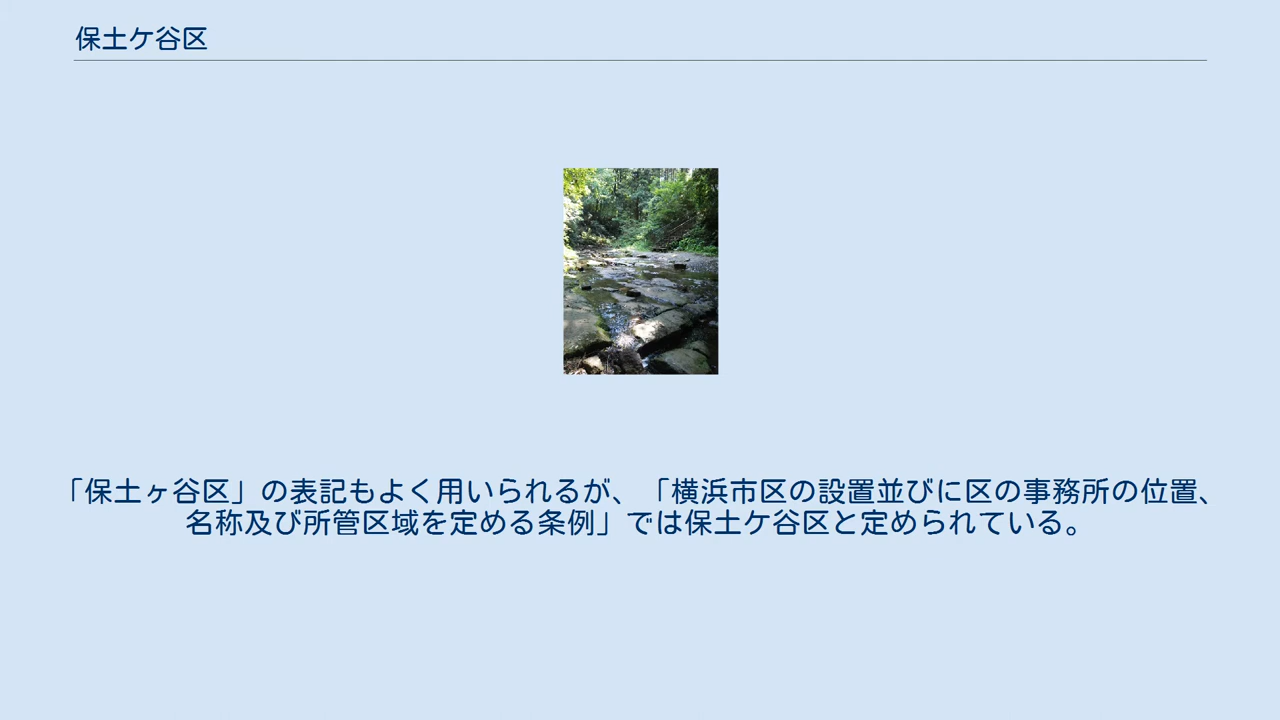 保土ケ谷区
「保土ヶ谷区」の表記もよく用いられるが、「横浜市区の設置並びに区の事務所の位置、
名称及び所管区域を定める条例」では保土ケ谷区と定められている。